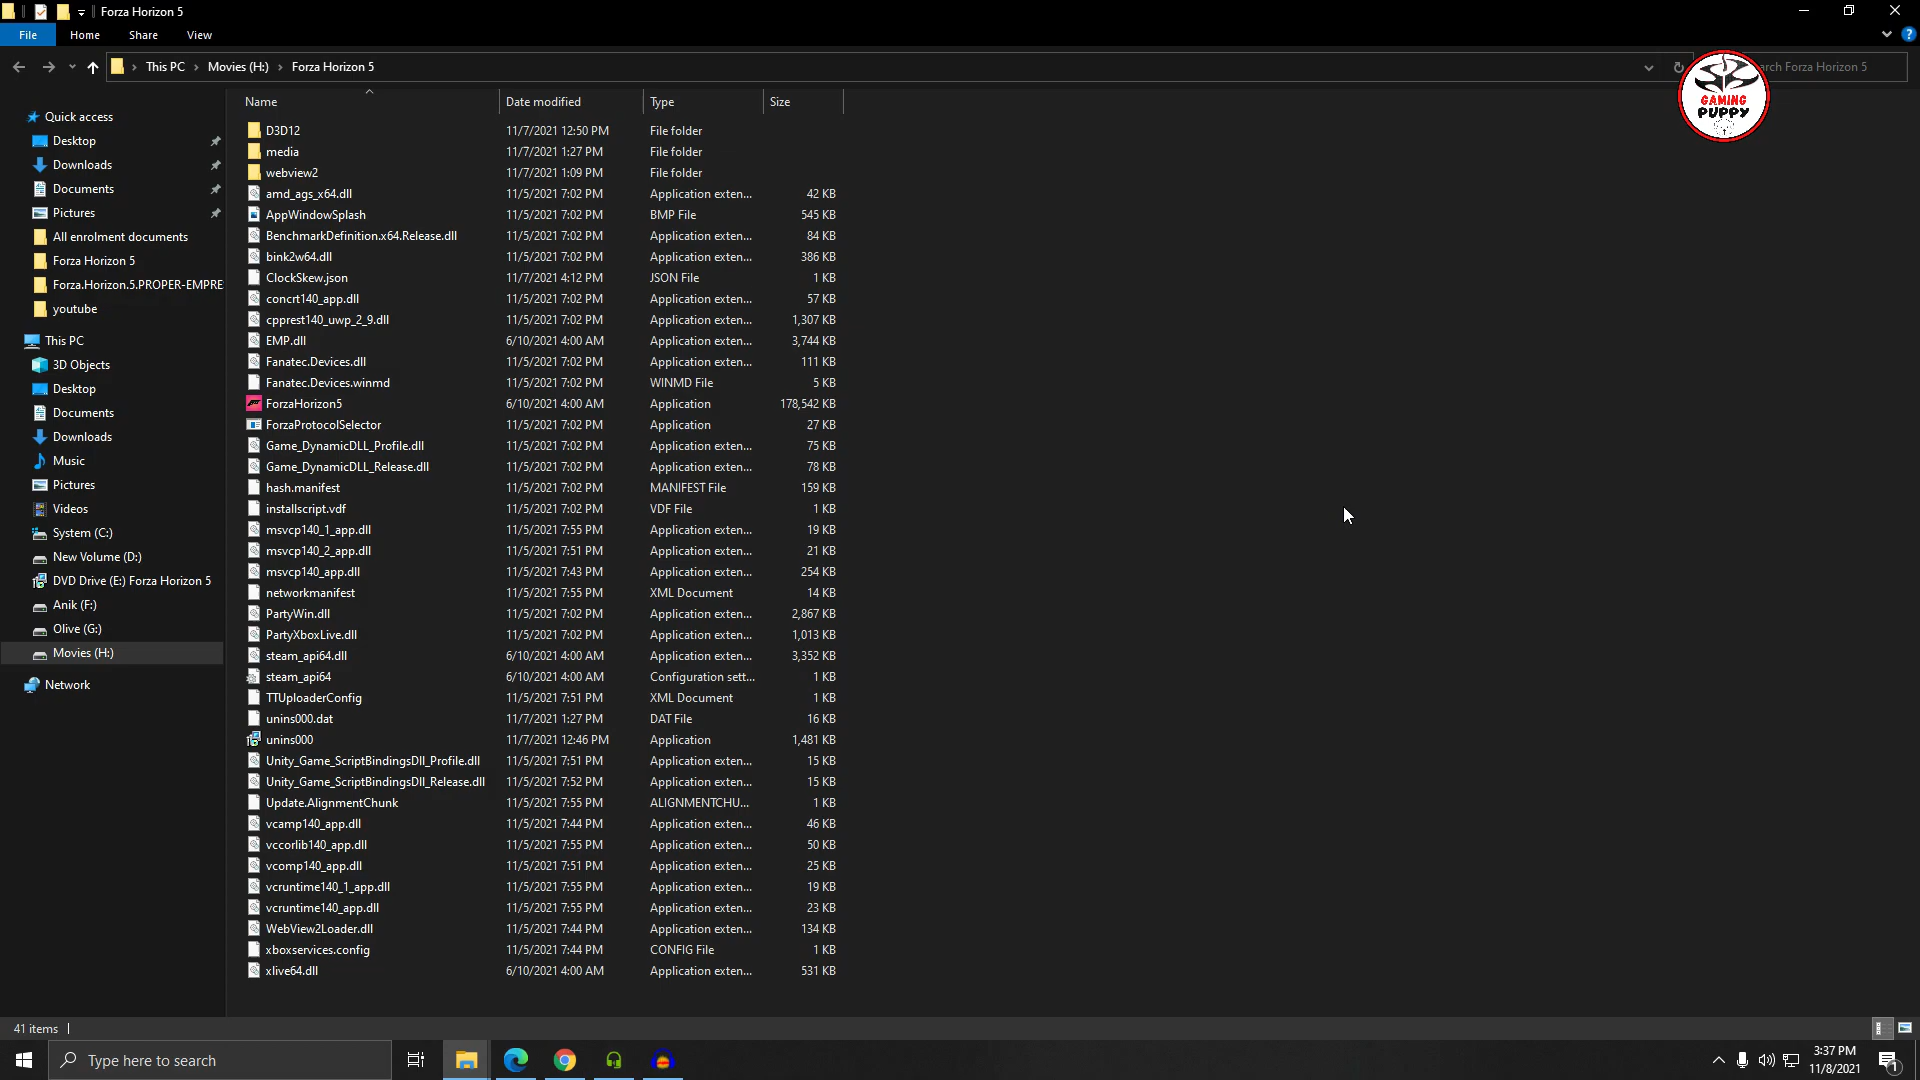 Forza Horizon 5
File Home Share View
This PC Movies (H:) Forza Horizon 5
rch Forza Horizon 5
GAMING
PUPPY
Quick access
Desktop
Downloads
Documents
Pictures
All enrolment documents
Forza Horizon 5
Forza.Horizon.5.PROPER-EMPRE
youtube
This PC
3D Objects
Desktop
Documents
Downloads
Music
Pictures
Videos
System (C:)
New Volume (D:)
DVD Drive (E:) Forza Horizon 5
Anik (F:)
Olive (G:)
Movies (H:)
Network
Name Date modified Type Size
D3D12 11/7/2021 12:50 PM File folder
media 11/7/2021 1:27 PM File folder
webview2 11/7/2021 1:09 PM File folder
amd_ags_x64.dll 11/5/2021 7:02 PM Application exten... 42 KB
AppWindowSplash 11/5/2021 7:02 PM BMP File 545 KB
BenchmarkDefinition.x64.Release.dll 11/5/2021 7:02 PM Application exten... 84 KB
bink2w64.dll 11/5/2021 7:02 PM Application exten... 386 KB
ClockSkew.json 11/7/2021 4:12 PM JSON File 1 KB
concrt140_app.dll 11/5/2021 7:02 PM Application exten... 57 KB
cpprest140_uwp_2_9.dll 11/5/2021 7:02 PM Application exten... 1,307 KB
EMP.dll 6/10/2021 4:00 AM Application exten... 3,744 KB
Fanatec.Devices.dll 11/5/2021 7:02 PM Application exten... 111 KB
Fanatec.Devices.winmd 11/5/2021 7:02 PM WINMD File 5 KB
ForzaHorizon5 6/10/2021 4:00 AM Application 178,542 KB
ForzaProtocolSelector 11/5/2021 7:02 PM Application 27 KB
Game_DynamicDLL_Profile.dll 11/5/2021 7:02 PM Application exten... 75 KB
Game_DynamicDLL_Release.dll 11/5/2021 7:02 PM Application exten... 78 KB
hash.manifest 11/5/2021 7:02 PM MANIFEST File 159 KB
installscript.vdf 11/5/2021 7:02 PM VDF File 1 KB
msvcp140_1_app.dll 11/5/2021 7:55 PM Application exten... 19 KB
msvcp140_2_app.dll 11/5/2021 7:51 PM Application exten... 21 KB
msvcp140_app.dll 11/5/2021 7:43 PM Application exten... 254 KB
networkmanifest 11/5/2021 7:55 PM XML Document 14 KB
PartyWin.dll 11/5/2021 7:02 PM Application exten... 2,867 KB
PartyXboxLive.dll 11/5/2021 7:02 PM Application exten... 1,013 KB
steam_api64.dll 6/10/2021 4:00 AM Application exten... 3,352 KB
steam_api64 6/10/2021 4:00 AM Configuration sett... 1 KB
TTUploaderConfig 11/5/2021 7:51 PM XML Document 1 KB
unins000.dat 11/7/2021 1:27 PM DAT File 16 KB
unins000 11/7/2021 12:46 PM Application 1,481 KB
Unity_Game_ScriptBindingsDll_Profile.dll 11/5/2021 7:51 PM Application exten... 15 KB
Unity_Game_ScriptBindingsDll_Release.dll 11/5/2021 7:52 PM Application exten... 15 KB
Update.AlignmentChunk 11/5/2021 7:55 PM ALIGNMENTCHU... 1 KB
vcamp140_app.dll 11/5/2021 7:44 PM Application exten... 46 KB
vccorlib140_app.dll 11/5/2021 7:55 PM Application exten... 50 KB
vcomp140_app.dll 11/5/2021 7:51 PM Application exten... 25 KB
vcruntime140_1_app.dll 11/5/2021 7:55 PM Application exten... 19 KB
vcruntime140_app.dll 11/5/2021 7:55 PM Application exten... 23 KB
WebView2Loader.dll 11/5/2021 7:44 PM Application exten... 134 KB
xboxservices.config 11/5/2021 7:44 PM CONFIG File 1 KB
xlive64.dll 6/10/2021 4:00 AM Application exten... 531 KB
41 items
Type here to search
3:37 PM
11/8/2021
1